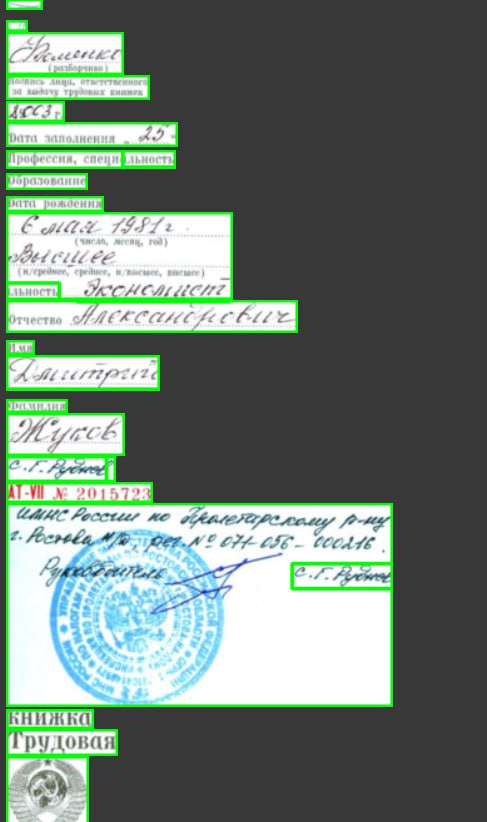 Фоменко
(разборчиво)
Подпись лица, ответственного
за выдачу трудовых книжек
2003 г.
Дата заполнения „ 25 "
Профессия, специальность
Образование
Дата рождения
6 мая 1981 г.
(число, месяц, год)
Высшее
(н/среднее, среднее, н/высшее, высшее)
льность Экономист
Отчество Александрович
Имя
Дмитрий
Фамилия
Жуков
С. Г. Руднев
АТ-VII № 2015723
ИМНС России по Пролетарскому р-ну
г. Ростова н/Д, рег. № 071-056-000216.
Руководитель С. Г. Руднев
книжка
Трудовая